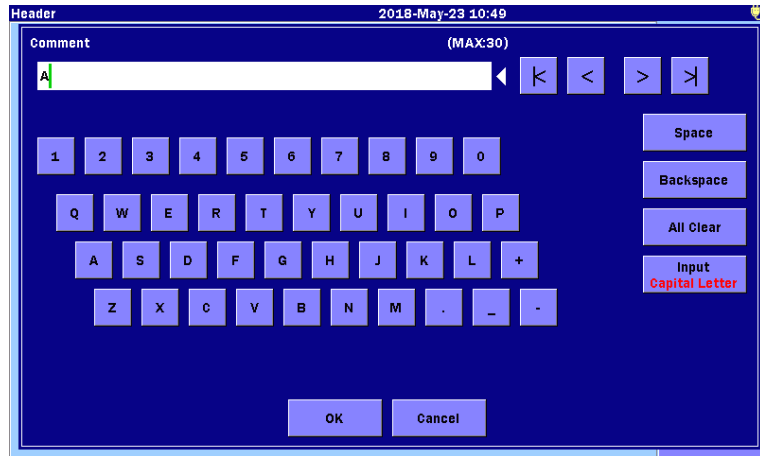 Header 2018-May-23 10:49
Comment (MAX:30)
A
|< < > >|
Space
1 2 3 4 5 6 7 8 9 0
Backspace
Q W E R T Y U I O P
All Clear
A S D F G H J K L +
Input
Capital Letter
Z X C V B N M . _ -
OK Cancel